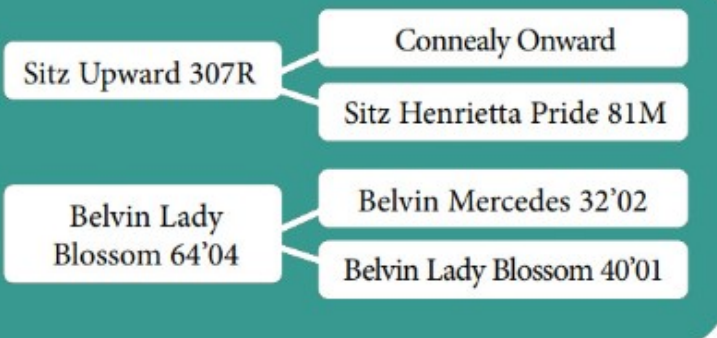 Connealy Onward
Sitz Upward 307R
Sitz Henrietta Pride 81M
Belvin Mercedes 32’02
Belvin Lady
Blossom 64’04
Belvin Lady Blossom 40’01